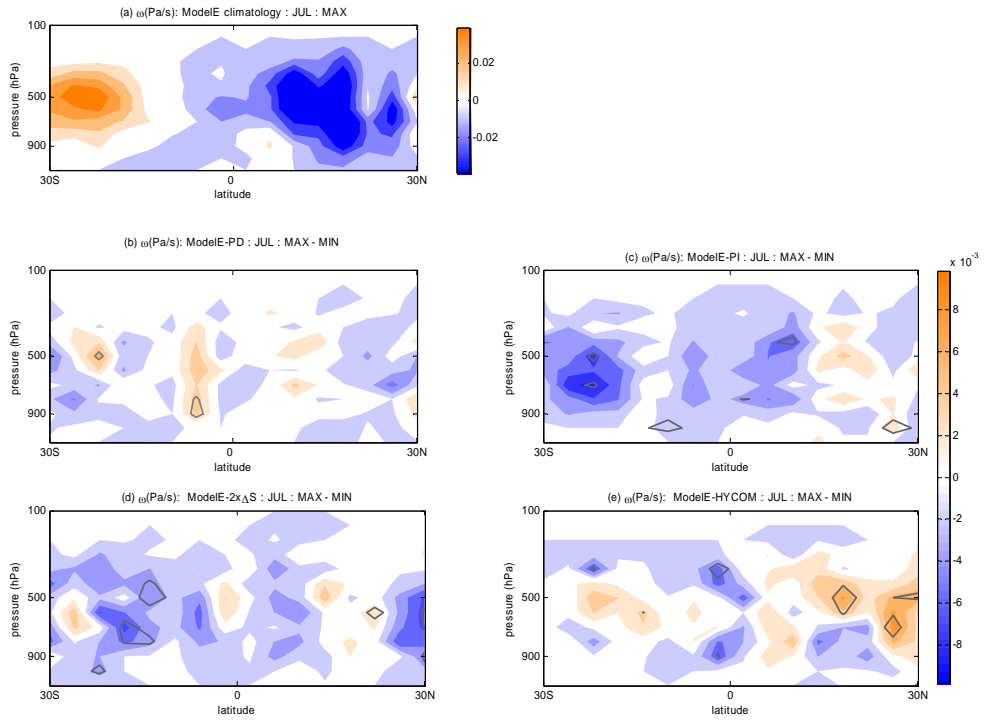 (a) ω(Pa/s): ModelE climatology : JUL : MAX
100
500
900
pressure (hPa)
30S
0
30N
latitude
0.02
0
-0.02
(b) ω(Pa/s): ModelE-PD : JUL : MAX - MIN
100
500
900
pressure (hPa)
30S
0
30N
latitude
(c) ω(Pa/s): ModelE-PI : JUL : MAX - MIN
100
500
900
pressure (hPa)
30S
0
30N
latitude
x 10⁻³
8
6
4
2
0
-2
-4
-6
-8
(d) ω(Pa/s): ModelE-2xΔS : JUL : MAX - MIN
100
500
900
pressure (hPa)
30S
0
30N
latitude
(e) ω(Pa/s): ModelE-HYCOM : JUL : MAX - MIN
100
500
900
pressure (hPa)
30S
0
30N
latitude